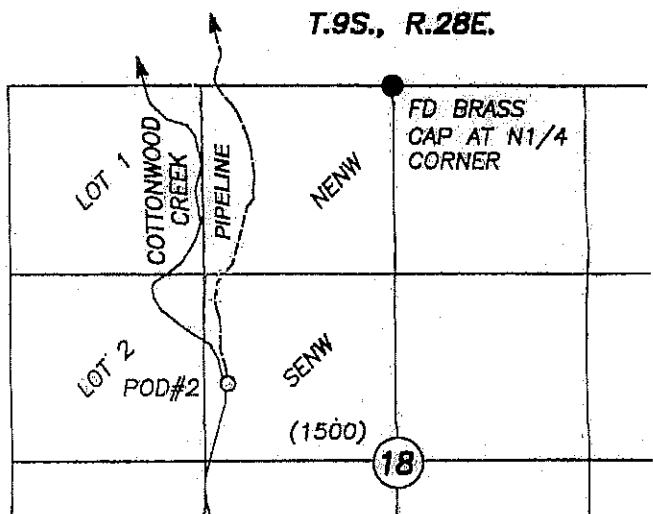 T.9S., R.28E.
FD BRASS
CAP AT N1/4
CORNER
LOT 1
COTTONWOOD
CREEK
PIPELINE
NENW
LOT 2
POD#2
SENW
(1500)
18